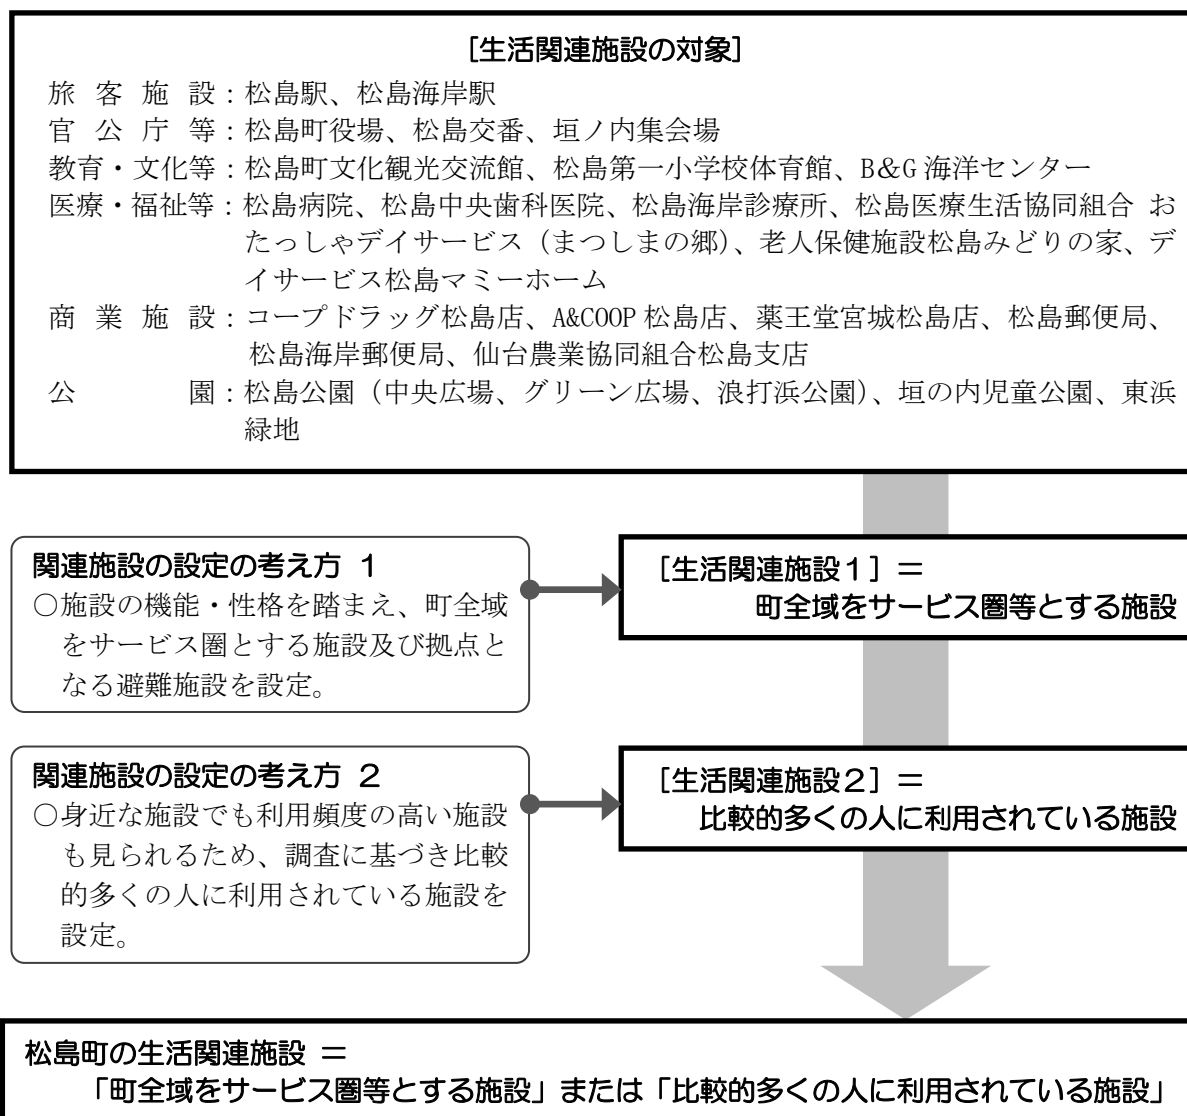 [生活関連施設の対象]
旅客施設：松島駅、松島海岸駅
官公庁等：松島町役場、松島交番、垣ノ内集会場
教育・文化等：松島町文化観光交流館、松島第一小学校体育館、B&G海洋センター
医療・福祉等：松島病院、松島中央歯科医院、松島海岸診療所、松島医療生活協同組合 お
たっしゃデイサービス（まつしまの郷）、老人保健施設松島みどりの家、デ
イサービス松島マミーホーム
商業施設：コープドラッグ松島店、A&COOP松島店、薬王堂宮城松島店、松島郵便局、
松島海岸郵便局、仙台農業協同組合松島支店
公園：松島公園（中央広場、グリーン広場、浪打浜公園）、垣の内児童公園、東浜
緑地
関連施設の設定の考え方 1
○施設の機能・性格を踏まえ、町全域
をサービス圏とする施設及び拠点と
なる避難施設を設定。
[生活関連施設１] ＝
町全域をサービス圏等とする施設
関連施設の設定の考え方 2
○身近な施設でも利用頻度の高い施設
も見られるため、調査に基づき比較
的多くの人に利用されている施設を
設定。
[生活関連施設２] ＝
比較的多くの人に利用されている施設
松島町の生活関連施設 ＝
「町全域をサービス圏等とする施設」または「比較的多くの人に利用されている施設」